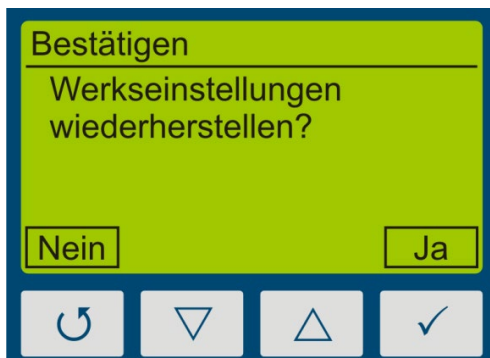 Bestätigen
Werkseinstellungen
wiederherstellen?
Nein Ja